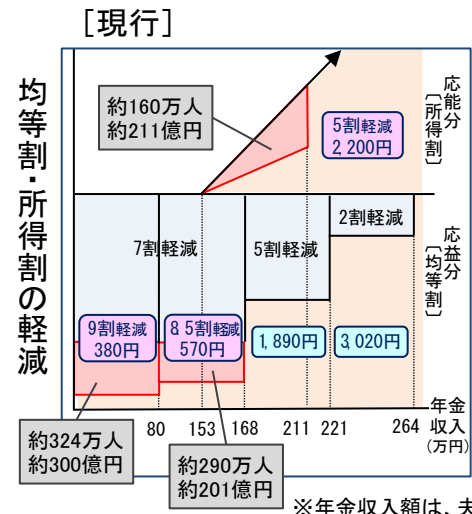 [現行]
均等割・所得割の軽減
約160万人
約211億円
5割軽減
2,200円
応能分
〔所得割〕
7割軽減
5割軽減
2割軽減
応益分
〔均等割〕
9割軽減
380円
8.5割軽減
570円
1,890円
3,020円
80 153 168 211 221 264
年金
収入
(万円)
約324万人
約300億円
約290万人
約201億円
※年金収入額は、夫